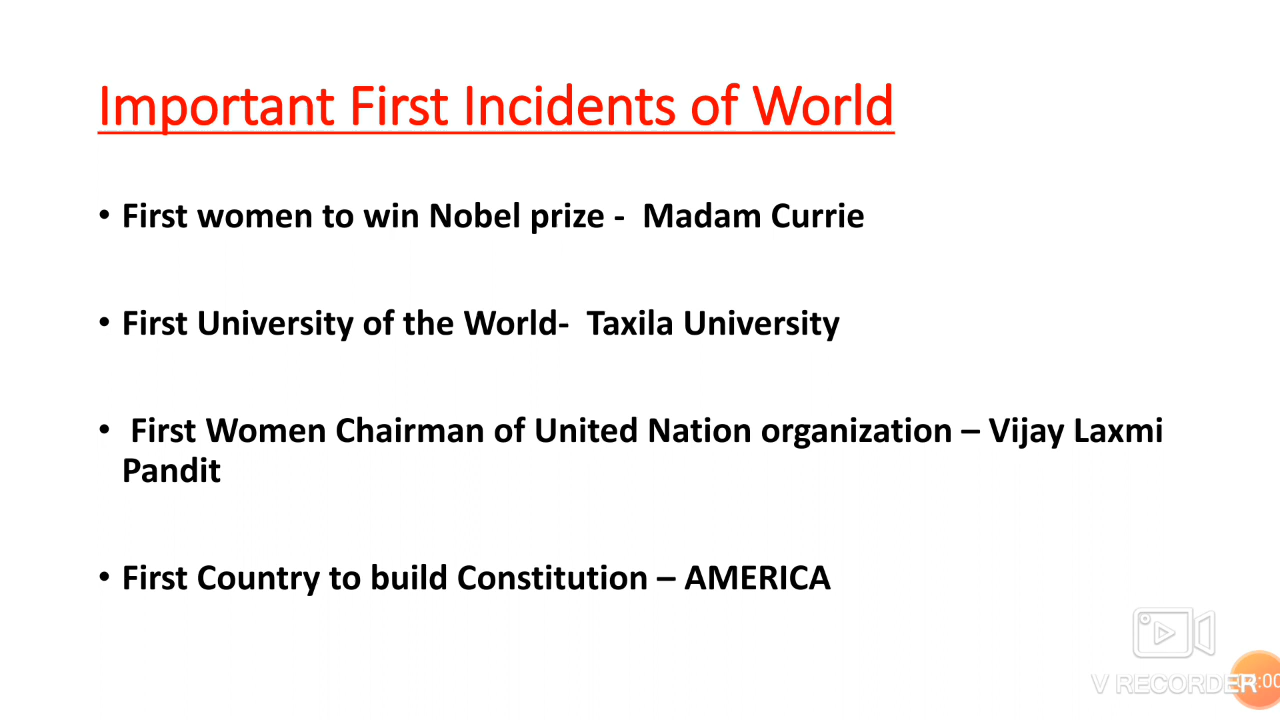 Important First Incidents of World
• First women to win Nobel prize - Madam Currie
• First University of the World- Taxila University
• First Women Chairman of United Nation organization – Vijay Laxmi
Pandit
• First Country to build Constitution – AMERICA
V RECORDER
:00